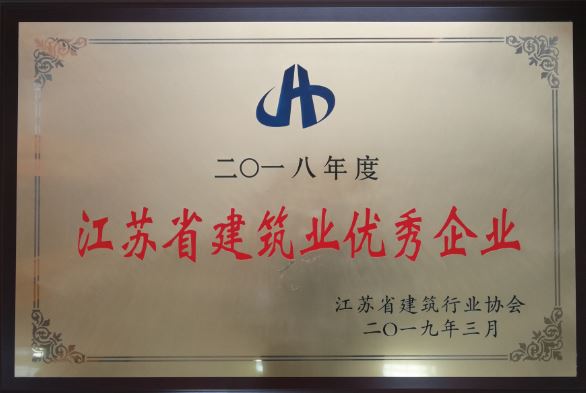 二〇一八年度
江苏省建筑业优秀企业
江苏省建筑行业协会
二〇一九年三月